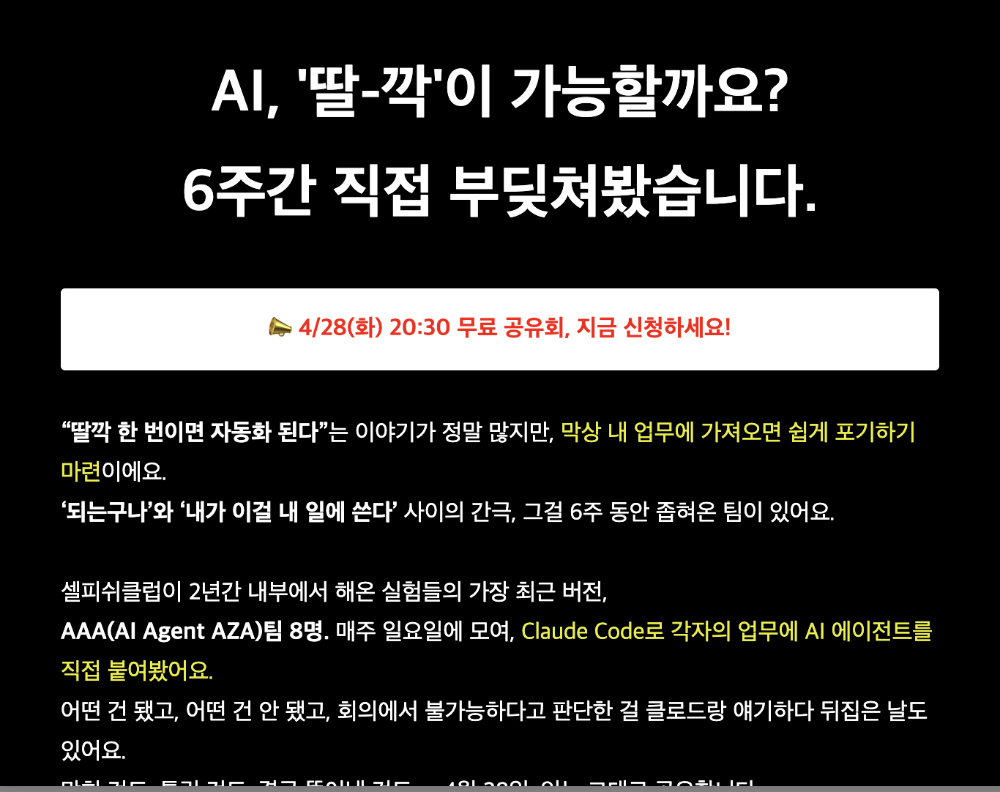 AI, '딸-깍'이 가능할까요?
6주간 직접 부딪쳐봤습니다.
📣 4/28(화) 20:30 무료 공유회, 지금 신청하세요!
“딸깍 한 번이면 자동화 된다”는 이야기가 정말 많지만, 막상 내 업무에 가져오면 쉽게 포기하기
마련이에요.
‘되는구나’와 ‘내가 이걸 내 일에 쓴다’ 사이의 간극, 그걸 6주 동안 좁혀온 팀이 있어요.
셀피쉬클럽이 2년간 내부에서 해온 실험들의 가장 최근 버전,
AAA(AI Agent AZA)팀 8명. 매주 일요일에 모여, Claude Code로 각자의 업무에 AI 에이전트를
직접 붙여봤어요.
어떤 건 됐고, 어떤 건 안 됐고, 회의에서 불가능하다고 판단한 걸 클로드랑 얘기하다 뒤집은 날도
있어요.